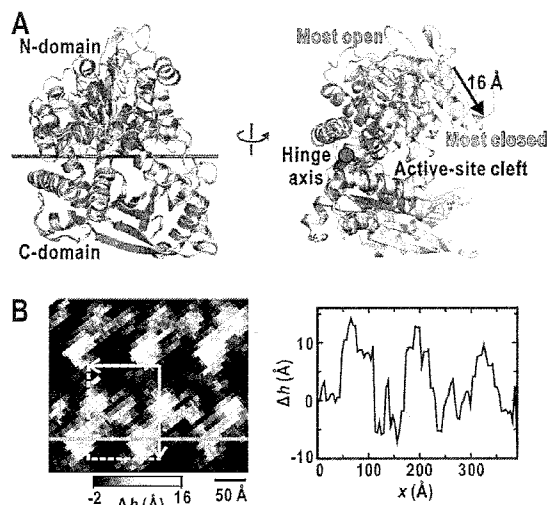 A
N-domain
C-domain
Most open
16 Å
Most closed
Hinge
axis
Active-site cleft
B
-2
16
Δh (Å)
50 Å
Δh (Å)
10
0
-10
0
100
200
300
x (Å)